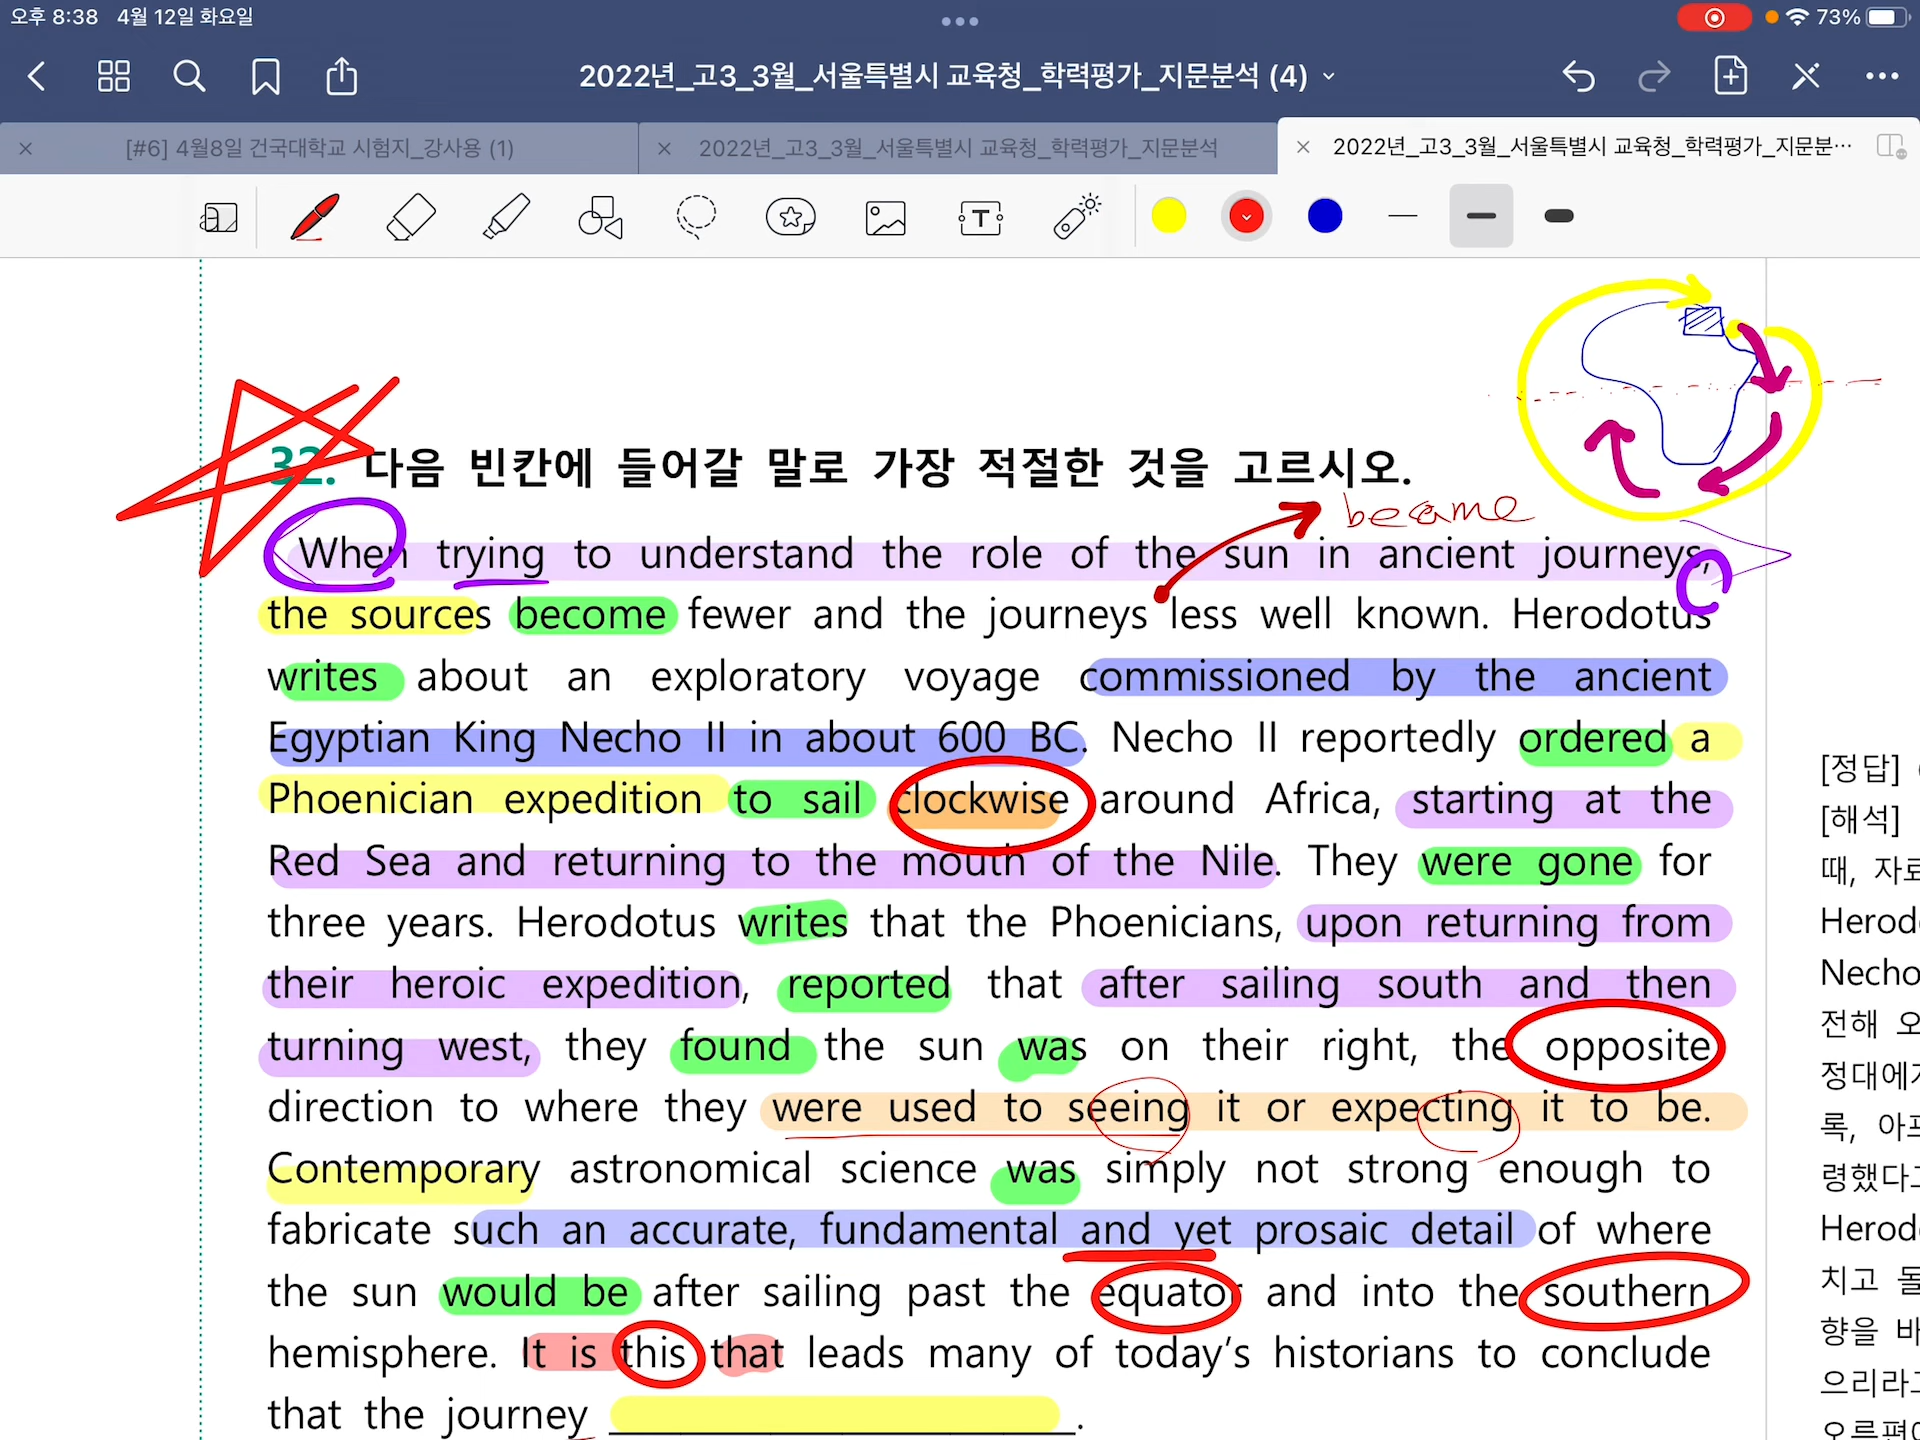 오후 8:38 4월 12일 화요일
73%
2022년_고3_3월_서울특별시 교육청_학력평가_지문분석 (4)
[#6] 4월8일 건국대학교 시험지_강사용 (1)
2022년_고3_3월_서울특별시 교육청_학력평가_지문분석
2022년_고3_3월_서울특별시 교육청_학력평가_지문분…
32. 다음 빈칸에 들어갈 말로 가장 적절한 것을 고르시오.
became
When trying to understand the role of the sun in ancient journeys,
the sources become fewer and the journeys less well known. Herodotus
writes about an exploratory voyage commissioned by the ancient
Egyptian King Necho II in about 600 BC. Necho II reportedly ordered a
Phoenician expedition to sail clockwise around Africa, starting at the
Red Sea and returning to the mouth of the Nile. They were gone for
three years. Herodotus writes that the Phoenicians, upon returning from
their heroic expedition, reported that after sailing south and then
turning west, they found the sun was on their right, the opposite
direction to where they were used to seeing it or expecting it to be.
Contemporary astronomical science was simply not strong enough to
fabricate such an accurate, fundamental and yet prosaic detail of where
the sun would be after sailing past the equator and into the southern
hemisphere. It is this that leads many of today's historians to conclude
that the journey ____________________.
[정답]
[해석]
때, 자료
Herod
Necho
전해 오
정대에게
록, 아프
령했다고
Herod
치고 돌
향을 바
으리라고
오른편에